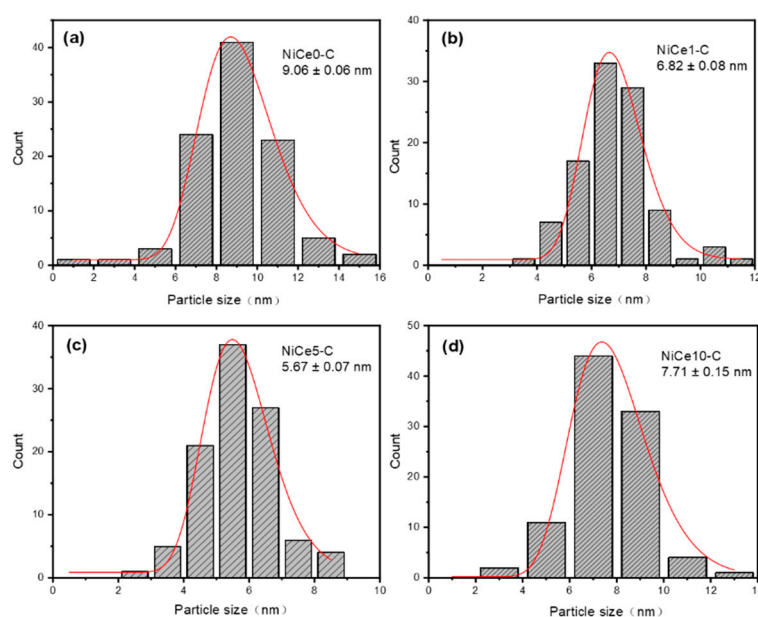 (a)
NiCe0-C
9.06 ± 0.06 nm
Count
40
30
20
10
0
0 2 4 6 8 10 12 14 16
Particle size（nm）
(b)
NiCe1-C
6.82 ± 0.08 nm
Count
40
30
20
10
0
0 2 4 6 8 10 12
Particle size（nm）
(c)
NiCe5-C
5.67 ± 0.07 nm
Count
40
30
20
10
0
0 2 4 6 8 10
Particle size（nm）
(d)
NiCe10-C
7.71 ± 0.15 nm
Count
50
40
30
20
10
0
0 2 4 6 8 10 12 14
Particle size（nm）